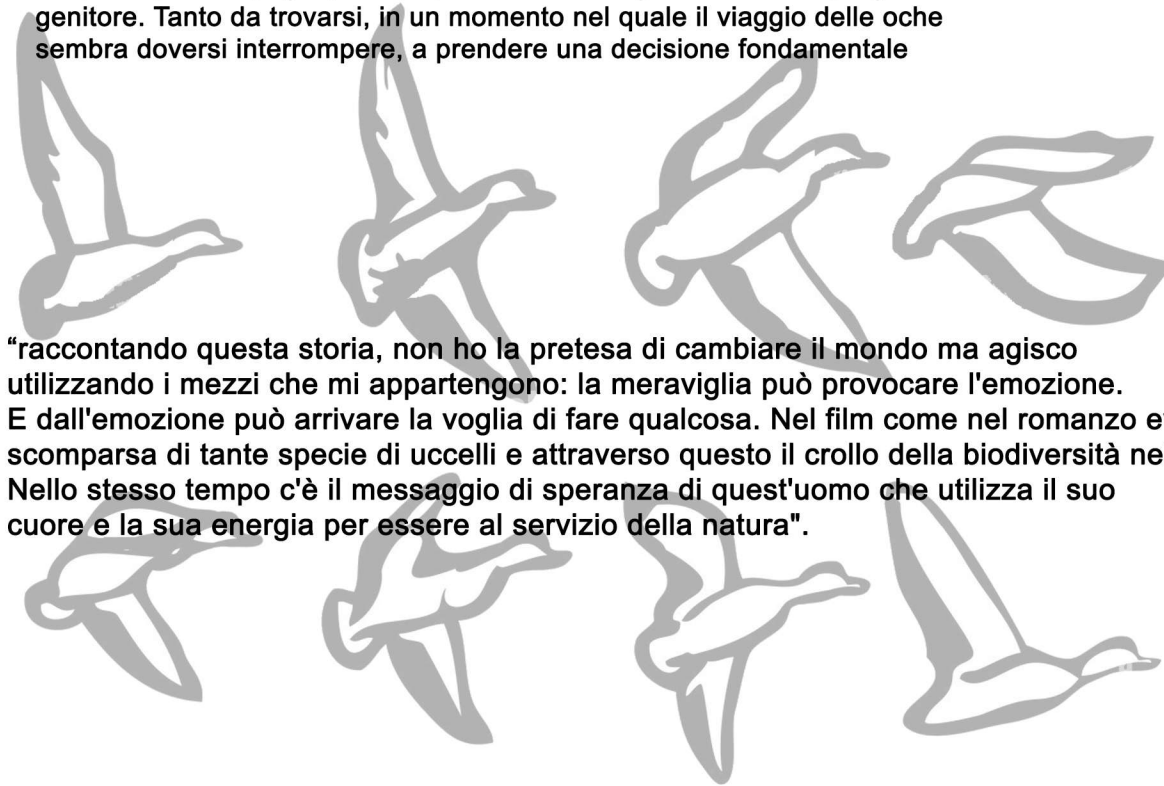 genitore. Tanto da trovarsi, in un momento nel quale il viaggio delle oche
sembra doversi interrompere, a prendere una decisione fondamentale
“raccontando questa storia, non ho la pretesa di cambiare il mondo ma agisco
utilizzando i mezzi che mi appartengono: la meraviglia può provocare l'emozione.
E dall'emozione può arrivare la voglia di fare qualcosa. Nel film come nel romanzo
scomparsa di tante specie di uccelli e attraverso questo il crollo della biodiversità
Nello stesso tempo c'è il messaggio di speranza di quest'uomo che utilizza il suo
cuore e la sua energia per essere al servizio della natura".